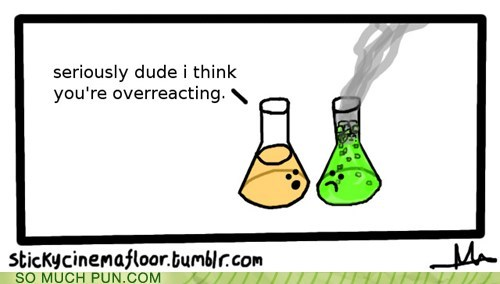 seriously dude i think
you're overreacting.
stickycinemafloor.tumblr.com
SO MUCH PUN.COM